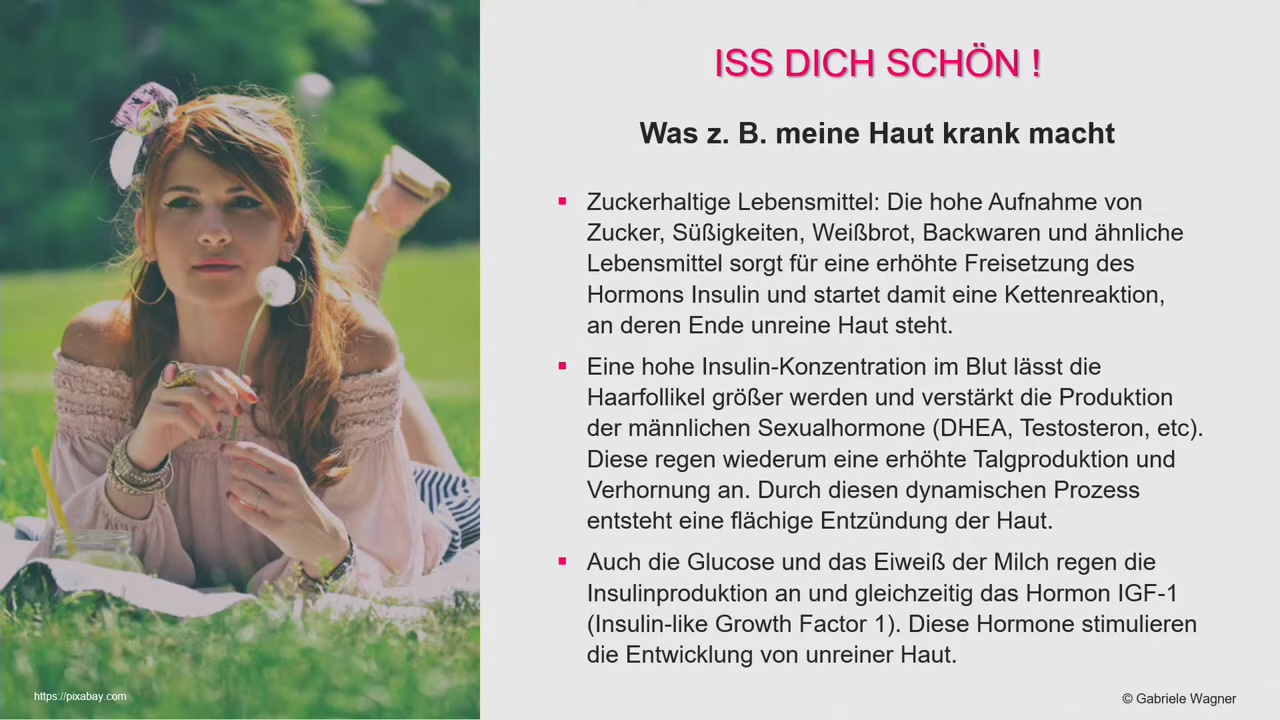 ISS DICH SCHÖN !
Was z. B. meine Haut krank macht
▪ Zuckerhaltige Lebensmittel: Die hohe Aufnahme von
Zucker, Süßigkeiten, Weißbrot, Backwaren und ähnliche
Lebensmittel sorgt für eine erhöhte Freisetzung des
Hormons Insulin und startet damit eine Kettenreaktion,
an deren Ende unreine Haut steht.
▪ Eine hohe Insulin-Konzentration im Blut lässt die
Haarfollikel größer werden und verstärkt die Produktion
der männlichen Sexualhormone (DHEA, Testosteron, etc).
Diese regen wiederum eine erhöhte Talgproduktion und
Verhornung an. Durch diesen dynamischen Prozess
entsteht eine flächige Entzündung der Haut.
▪ Auch die Glucose und das Eiweiß der Milch regen die
Insulinproduktion an und gleichzeitig das Hormon IGF-1
(Insulin-like Growth Factor 1). Diese Hormone stimulieren
die Entwicklung von unreiner Haut.
https://pixabay.com
© Gabriele Wagner